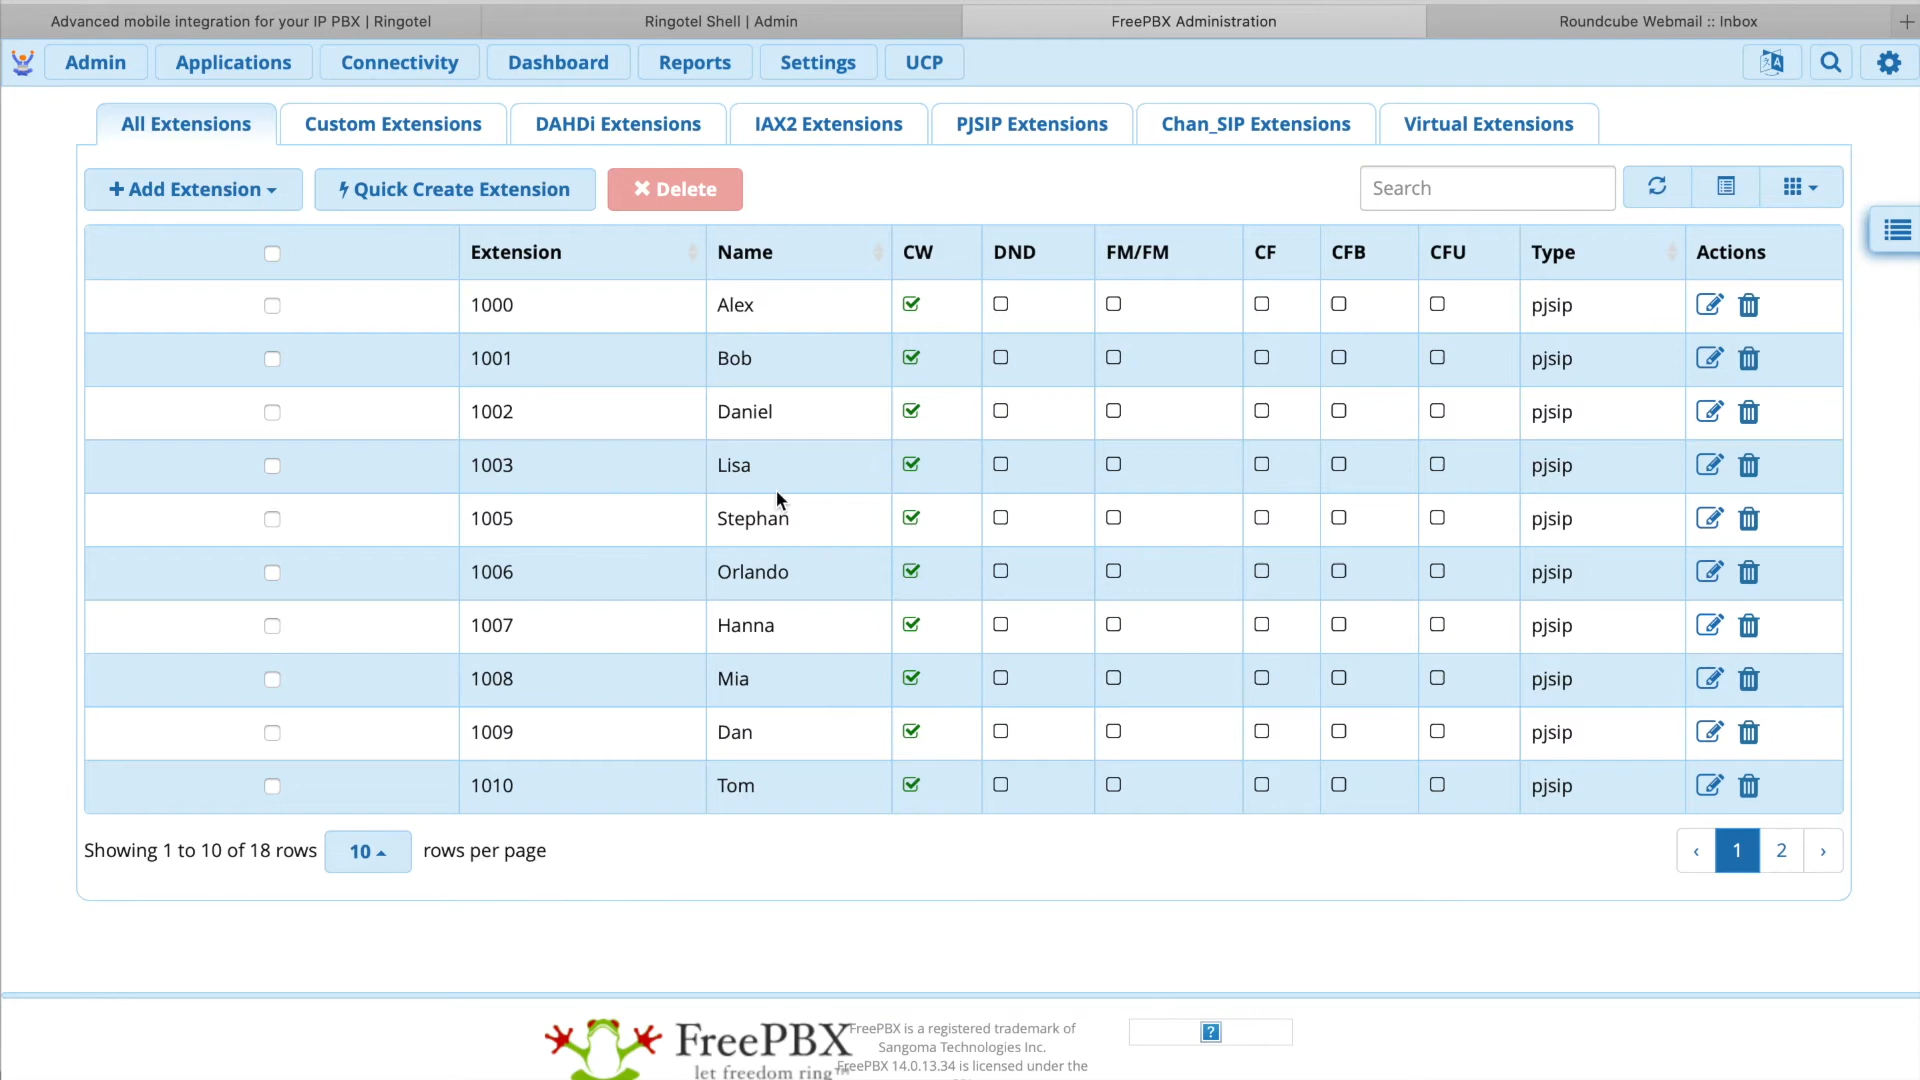 Advanced mobile integration for your IP PBX | Ringotel
Ringotel Shell | Admin
FreePBX Administration
Roundcube Webmail :: Inbox
Admin
Applications
Connectivity
Dashboard
Reports
Settings
UCP
All Extensions
Custom Extensions
DAHDi Extensions
IAX2 Extensions
PJSIP Extensions
Chan_SIP Extensions
Virtual Extensions
Add Extension
Quick Create Extension
Delete
Search
Extension Name CW DND FM/FM CF CFB CFU Type Actions
1000 Alex pjsip
1001 Bob pjsip
1002 Daniel pjsip
1003 Lisa pjsip
1005 Stephan pjsip
1006 Orlando pjsip
1007 Hanna pjsip
1008 Mia pjsip
1009 Dan pjsip
1010 Tom pjsip
Showing 1 to 10 of 18 rows 10 rows per page
‹ 1 2 ›
FreePBX
let freedom ring™
FreePBX is a registered trademark of
Sangoma Technologies Inc.
FreePBX 14.0.13.34 is licensed under the
?